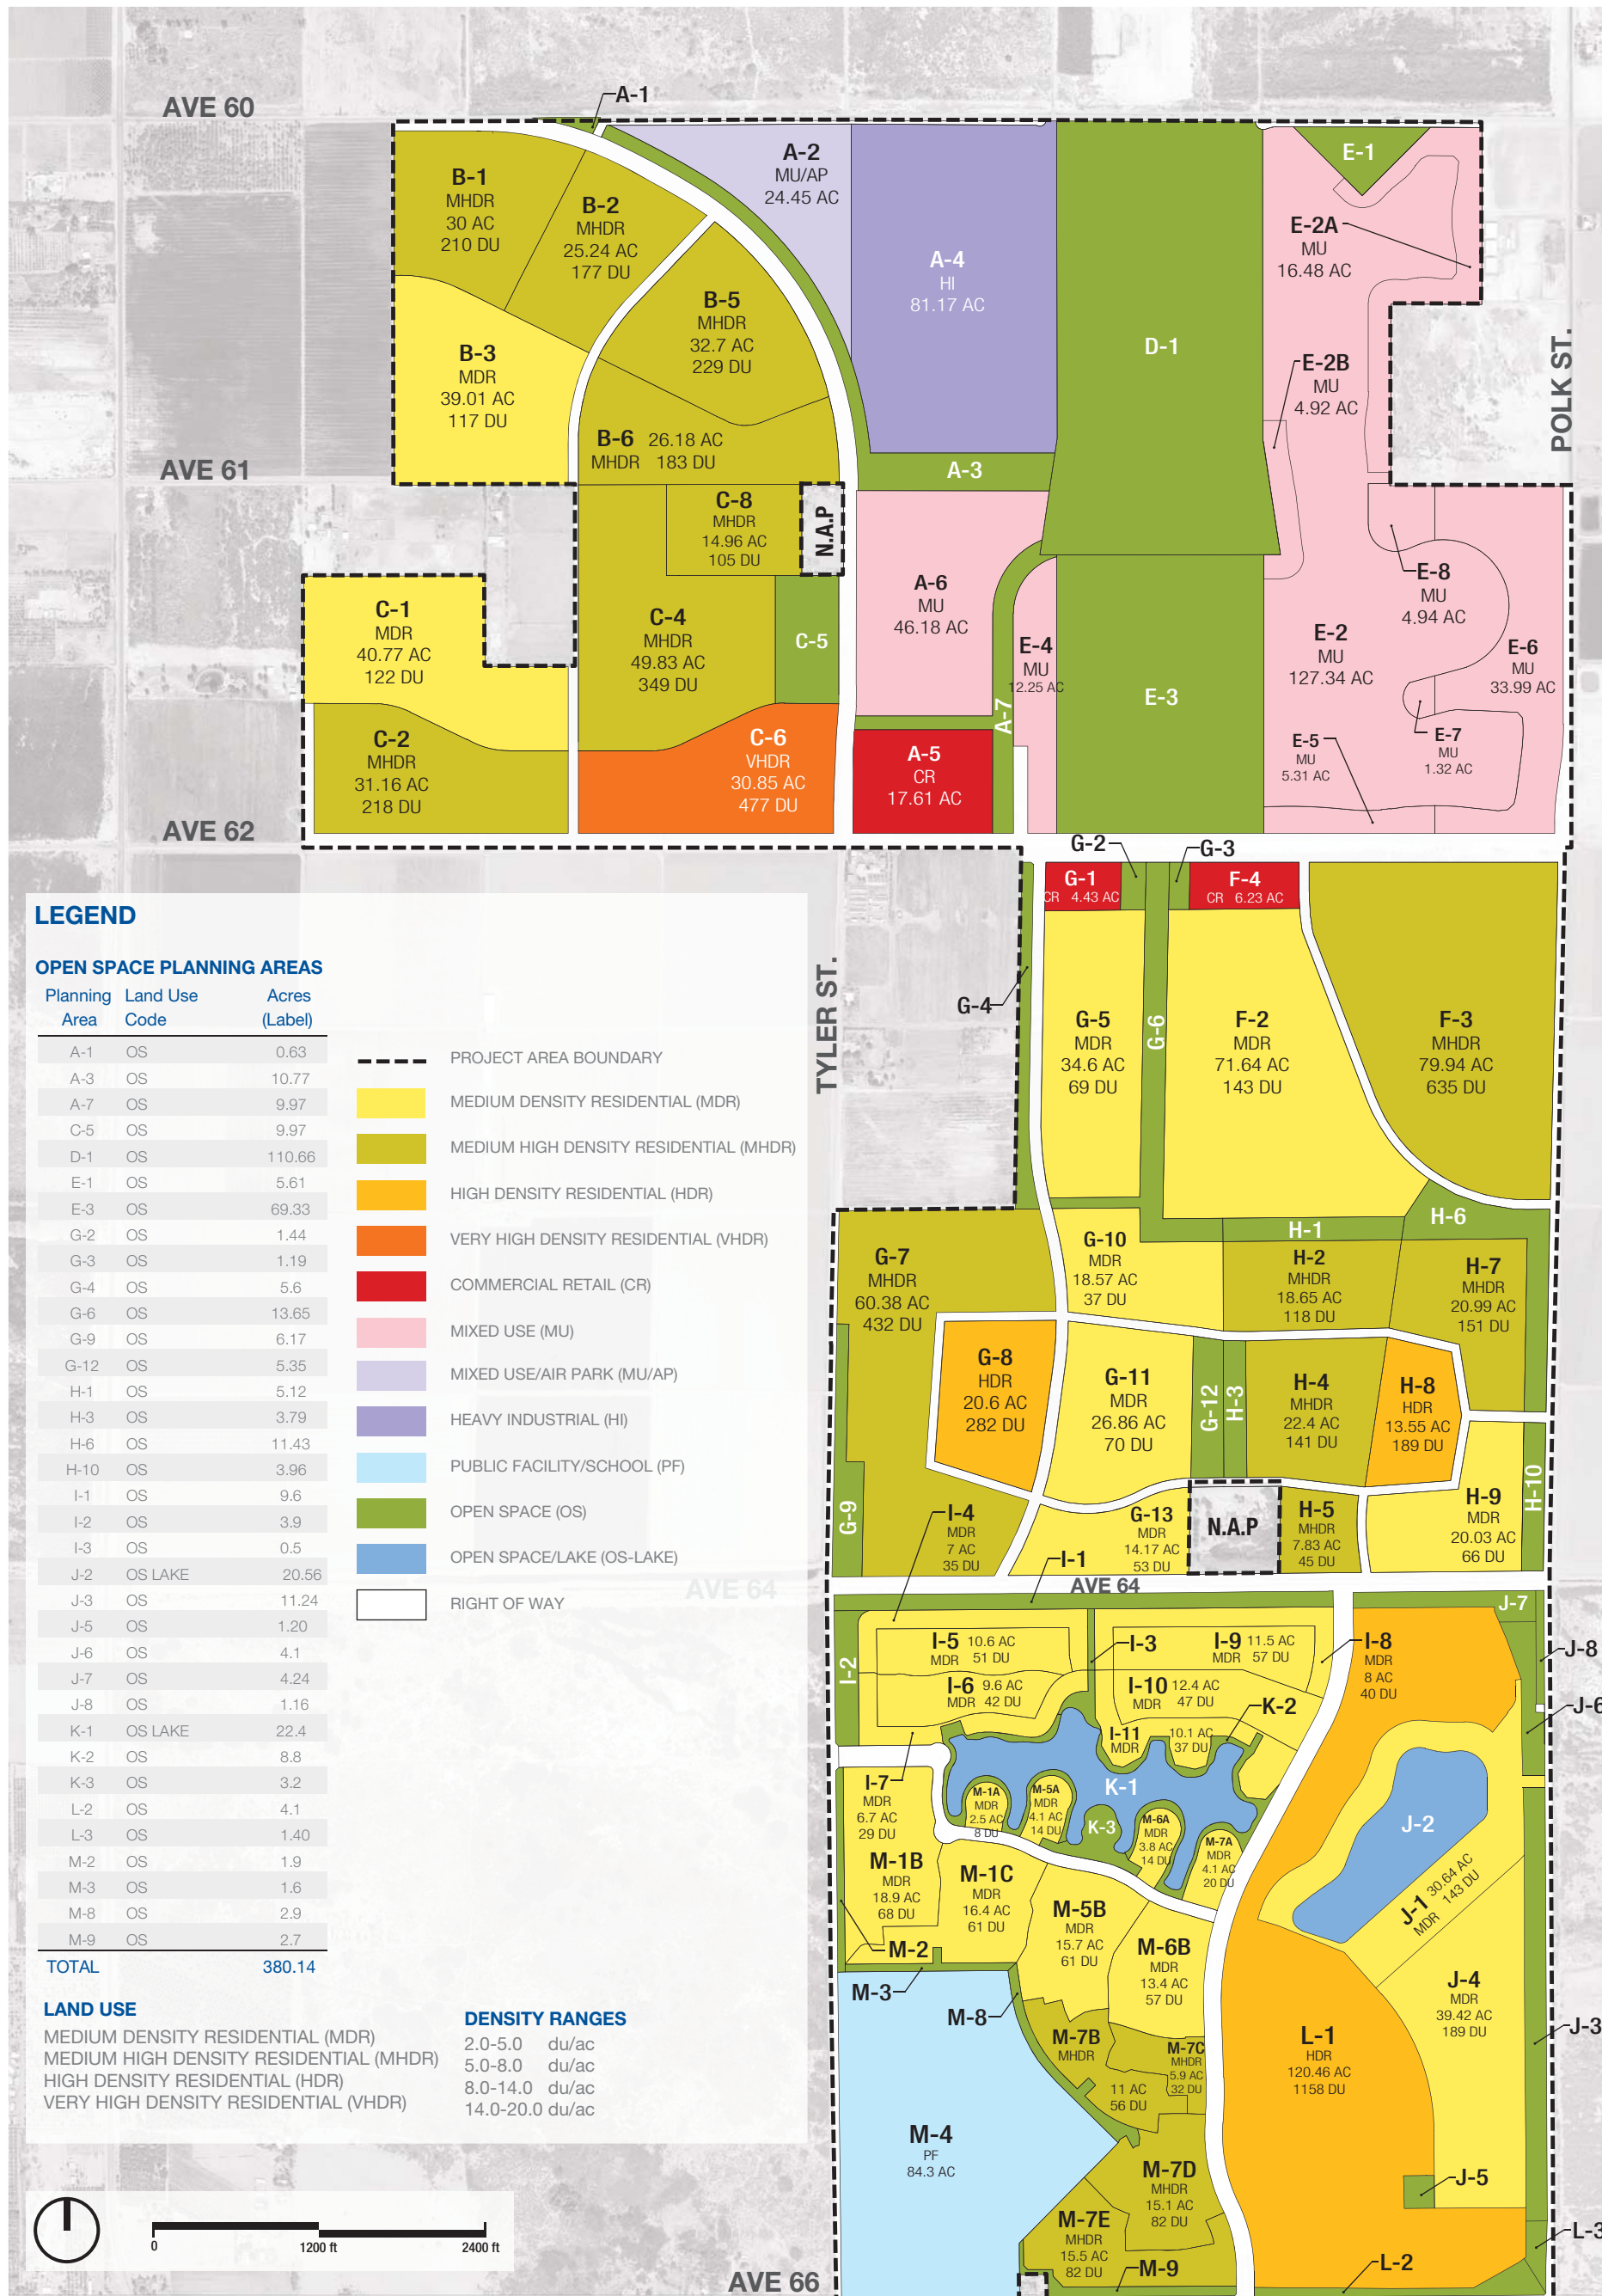 AVE 60
A-1
B-1
MHDR
30 AC
210 DU
B-2
MHDR
25.24 AC
177 DU
A-2
MU/AP
24.45 AC
A-4
HI
81.17 AC
E-1
E-2A
MU
16.48 AC
B-5
MHDR
32.7 AC
229 DU
D-1
B-3
MDR
39.01 AC
117 DU
E-2B
MU
4.92 AC
POLK ST.
B-6 26.18 AC
MHDR 183 DU
AVE 61
A-3
C-8
MHDR
14.96 AC
105 DU
N.A.P
A-6
MU
46.18 AC
E-8
MU
4.94 AC
C-1
MDR
40.77 AC
122 DU
C-4
MHDR
49.83 AC
349 DU
C-5
E-4
MU
12.25 AC
E-2
MU
127.34 AC
E-6
MU
33.99 AC
A-7
E-3
C-2
MHDR
31.16 AC
218 DU
C-6
VHDR
30.85 AC
477 DU
A-5
CR
17.61 AC
E-5
MU
5.31 AC
E-7
MU
1.32 AC
AVE 62
G-2
G-3
G-1
CR 4.43 AC
F-4
CR 6.23 AC
TYLER ST.
G-4
G-5
MDR
34.6 AC
69 DU
G-6
F-2
MDR
71.64 AC
143 DU
F-3
MHDR
79.94 AC
635 DU
H-1
H-6
G-7
MHDR
60.38 AC
432 DU
G-10
MDR
18.57 AC
37 DU
H-2
MHDR
18.65 AC
118 DU
H-7
MHDR
20.99 AC
151 DU
G-8
HDR
20.6 AC
282 DU
G-11
MDR
26.86 AC
70 DU
G-12
H-3
H-4
MHDR
22.4 AC
141 DU
H-8
HDR
13.55 AC
189 DU
G-9
I-4
MDR
7 AC
35 DU
G-13
MDR
14.17 AC
53 DU
N.A.P
H-5
MHDR
7.83 AC
45 DU
H-9
MDR
20.03 AC
66 DU
H-10
I-1
AVE 64
AVE 64
J-7
I-2
I-5 10.6 AC
MDR 51 DU
I-3
I-9 11.5 AC
MDR 57 DU
I-8
MDR
8 AC
40 DU
J-8
I-6 9.6 AC
MDR 42 DU
I-10 12.4 AC
MDR 47 DU
K-2
J-6
I-11
MDR
10.1 AC
37 DU
I-7
MDR
6.7 AC
29 DU
M-1A
MDR
2.5 AC
8 DU
M-5A
MDR
4.1 AC
14 DU
K-1
K-3
M-6A
MDR
3.8 AC
14 DU
M-7A
MDR
4.1 AC
20 DU
J-2
J-1 30.64 AC
MDR 143 DU
M-1B
MDR
18.9 AC
68 DU
M-1C
MDR
16.4 AC
61 DU
M-5B
MDR
15.7 AC
61 DU
M-6B
MDR
13.4 AC
57 DU
M-2
M-3
M-8
J-4
MDR
39.42 AC
189 DU
J-3
M-7B
MHDR
11 AC
56 DU
M-7C
MHDR
5.9 AC
32 DU
L-1
HDR
120.46 AC
1158 DU
M-4
PF
84.3 AC
M-7D
MHDR
15.1 AC
82 DU
J-5
M-7E
MHDR
15.5 AC
82 DU
M-9
L-2
L-3
AVE 66
LEGEND
OPEN SPACE PLANNING AREAS
Planning Area Land Use Code Acres (Label)
A-1 OS 0.63
A-3 OS 10.77
A-7 OS 9.97
C-5 OS 9.97
D-1 OS 110.66
E-1 OS 5.61
E-3 OS 69.33
G-2 OS 1.44
G-3 OS 1.19
G-4 OS 5.6
G-6 OS 13.65
G-9 OS 6.17
G-12 OS 5.35
H-1 OS 5.12
H-3 OS 3.79
H-6 OS 11.43
H-10 OS 3.96
I-1 OS 9.6
I-2 OS 3.9
I-3 OS 0.5
J-2 OS LAKE 20.56
J-3 OS 11.24
J-5 OS 1.20
J-6 OS 4.1
J-7 OS 4.24
J-8 OS 1.16
K-1 OS LAKE 22.4
K-2 OS 8.8
K-3 OS 3.2
L-2 OS 4.1
L-3 OS 1.40
M-2 OS 1.9
M-3 OS 1.6
M-8 OS 2.9
M-9 OS 2.7
TOTAL 380.14
PROJECT AREA BOUNDARY
MEDIUM DENSITY RESIDENTIAL (MDR)
MEDIUM HIGH DENSITY RESIDENTIAL (MHDR)
HIGH DENSITY RESIDENTIAL (HDR)
VERY HIGH DENSITY RESIDENTIAL (VHDR)
COMMERCIAL RETAIL (CR)
MIXED USE (MU)
MIXED USE/AIR PARK (MU/AP)
HEAVY INDUSTRIAL (HI)
PUBLIC FACILITY/SCHOOL (PF)
OPEN SPACE (OS)
OPEN SPACE/LAKE (OS-LAKE)
RIGHT OF WAY
LAND USE DENSITY RANGES
MEDIUM DENSITY RESIDENTIAL (MDR) 2.0-5.0 du/ac
MEDIUM HIGH DENSITY RESIDENTIAL (MHDR) 5.0-8.0 du/ac
HIGH DENSITY RESIDENTIAL (HDR) 8.0-14.0 du/ac
VERY HIGH DENSITY RESIDENTIAL (VHDR) 14.0-20.0 du/ac
0 1200 ft 2400 ft